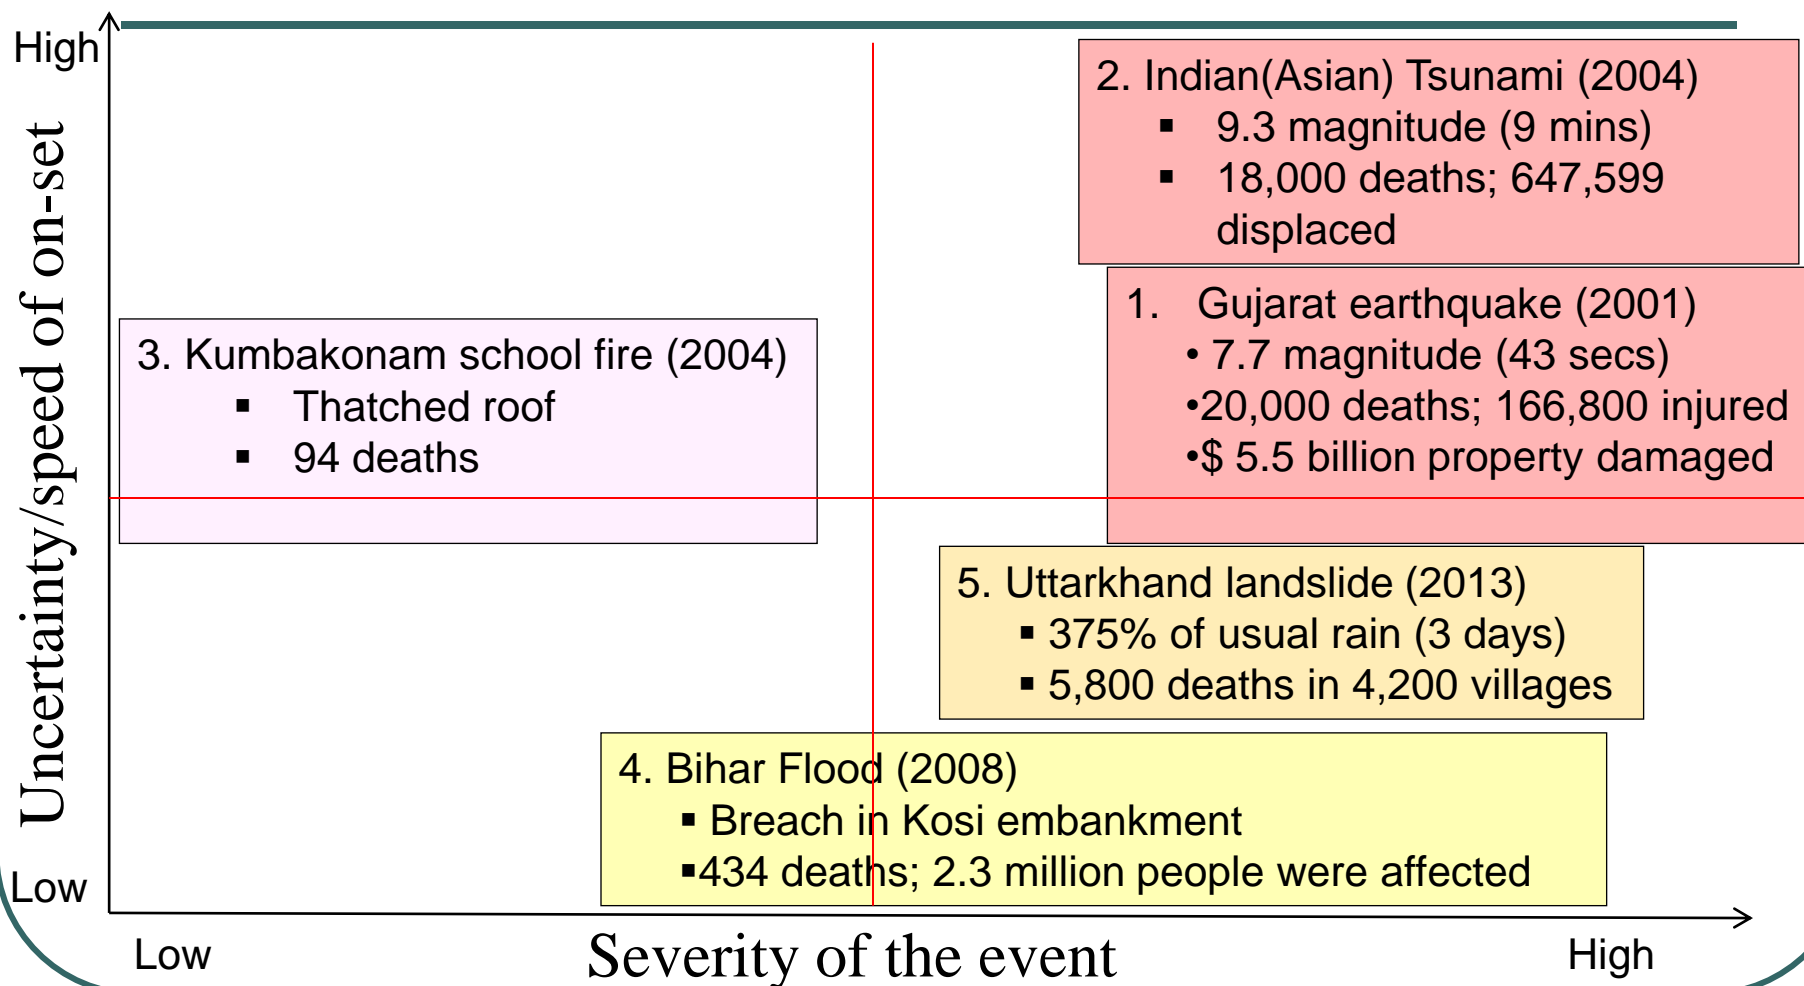 High
Uncertainty/speed of on-set
Low
2. Indian(Asian) Tsunami (2004)
▪ 9.3 magnitude (9 mins)
▪ 18,000 deaths; 647,599
displaced
1. Gujarat earthquake (2001)
• 7.7 magnitude (43 secs)
•20,000 deaths; 166,800 injured
•$ 5.5 billion property damaged
3. Kumbakonam school fire (2004)
▪ Thatched roof
▪ 94 deaths
5. Uttarkhand landslide (2013)
▪ 375% of usual rain (3 days)
▪ 5,800 deaths in 4,200 villages
4. Bihar Flood (2008)
▪ Breach in Kosi embankment
▪434 deaths; 2.3 million people were affected
Low
Severity of the event
High